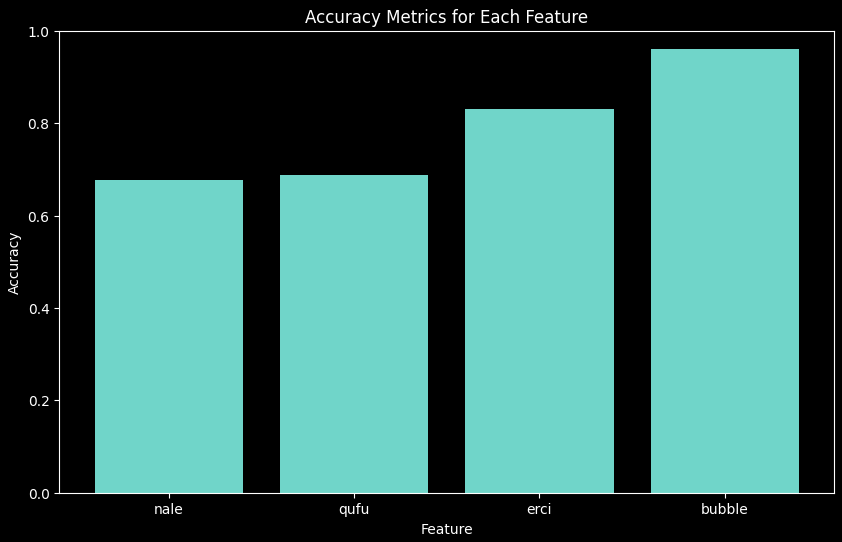 Accuracy Metrics for Each Feature
1.0
0.8
0.6
0.4
0.2
0.0
Accuracy
nale qufu erci bubble
Feature